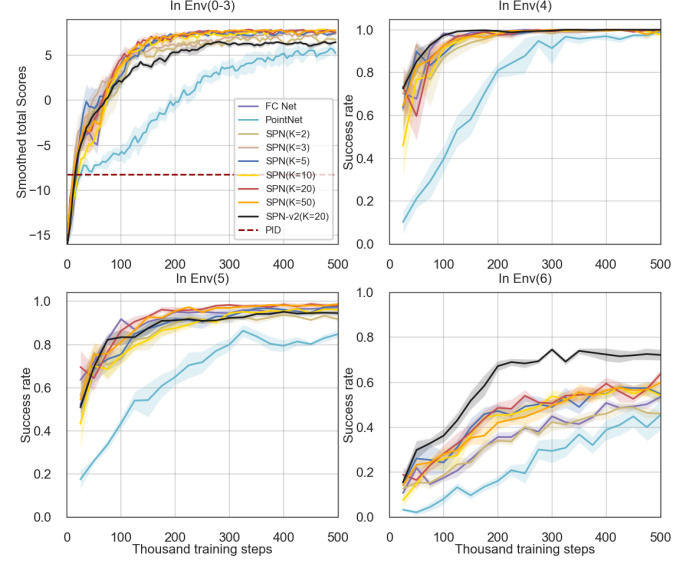 In Env(0-3)
Smoothed total Scores
5
0
−5
−10
−15
0 100 200 300 400 500
FC Net
PointNet
SPN(K=2)
SPN(K=3)
SPN(K=5)
SPN(K=10)
SPN(K=20)
SPN(K=50)
SPN-v2(K=20)
PID
In Env(4)
Success rate
1.0
0.8
0.6
0.4
0.2
0.0
0 100 200 300 400 500
In Env(5)
Success rate
1.0
0.8
0.6
0.4
0.2
0.0
0 100 200 300 400 500
Thousand training steps
In Env(6)
Success rate
1.0
0.8
0.6
0.4
0.2
0.0
0 100 200 300 400 500
Thousand training steps